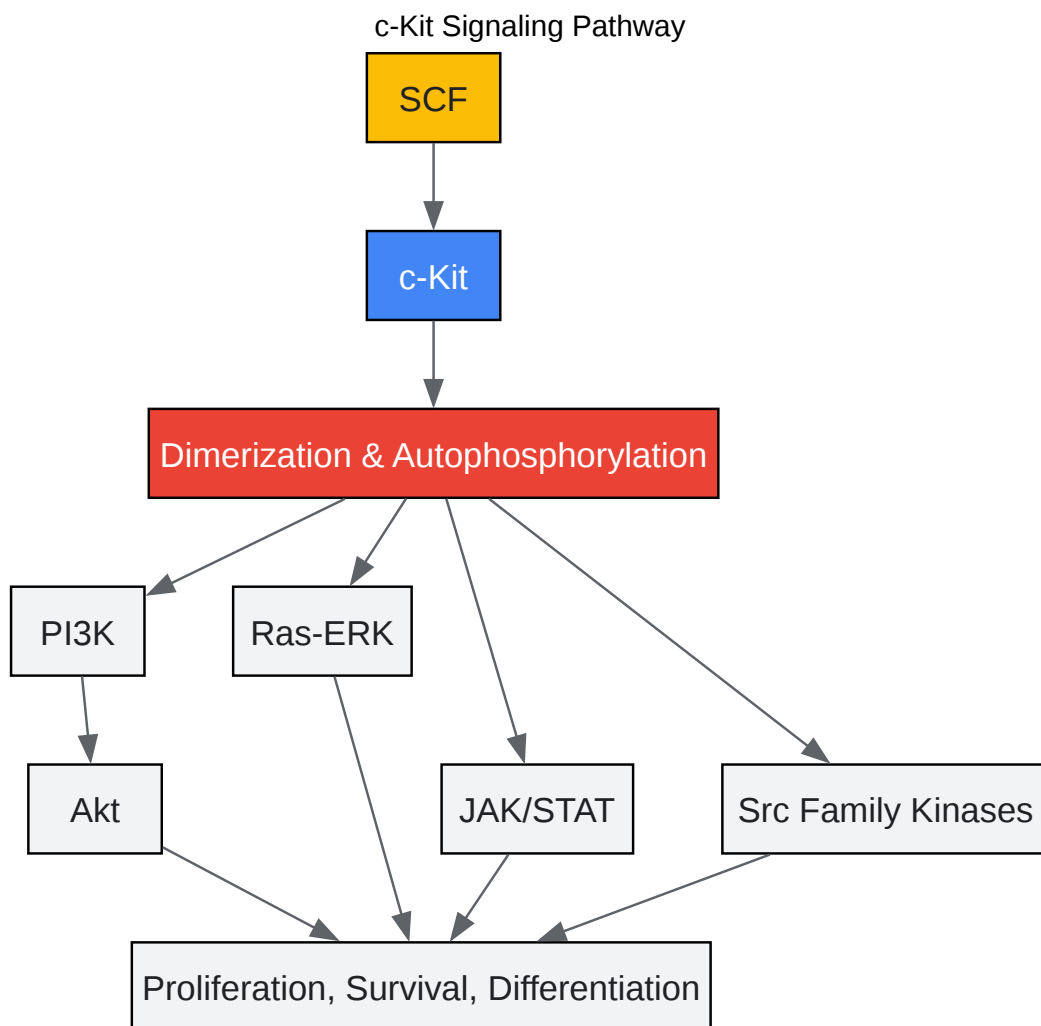 c-Kit Signaling Pathway
SCF
c-Kit
Dimerization & Autophosphorylation
PI3K
Ras-ERK
Akt
JAK/STAT
Src Family Kinases
Proliferation, Survival, Differentiation